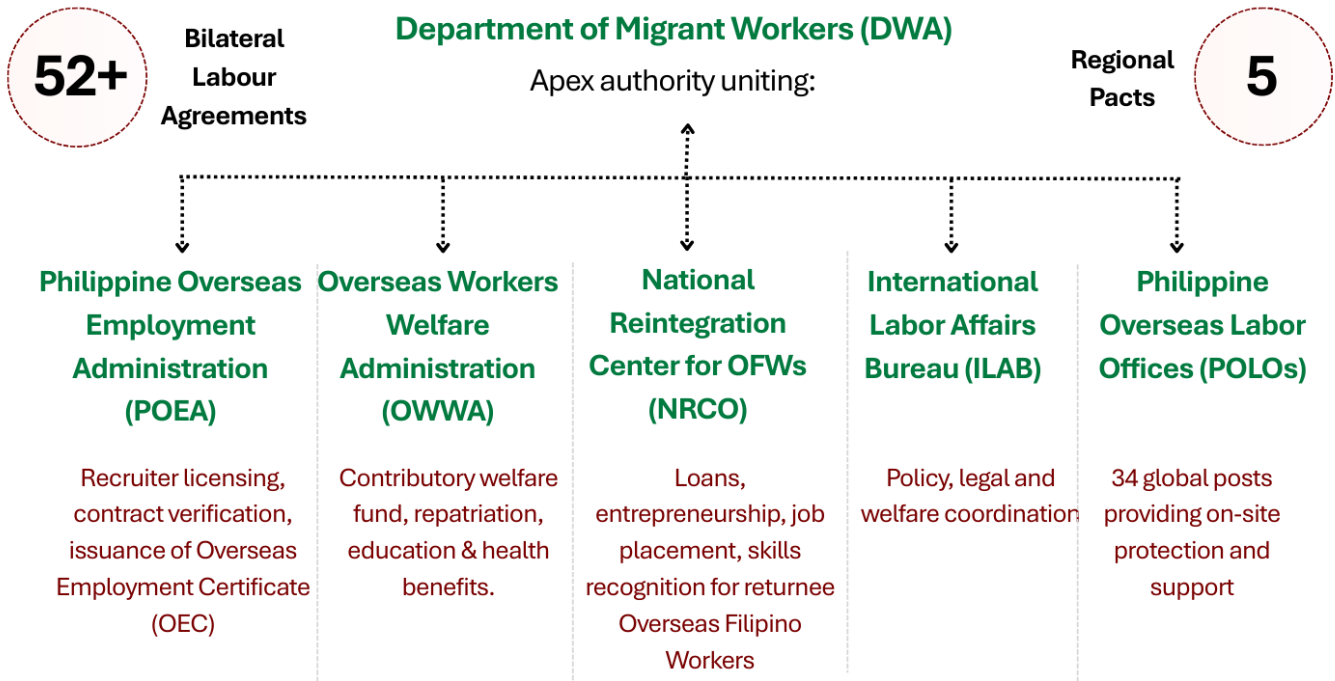 Department of Migrant Workers (DWA)
Apex authority uniting:
52+
Bilateral
Labour
Agreements
Regional
Pacts
5
Philippine Overseas
Employment
Administration
(POEA)
Recruiter licensing,
contract verification,
issuance of Overseas
Employment Certificate
(OEC)
Overseas Workers
Welfare
Administration
(OWWA)
Contributory welfare
fund, repatriation,
education & health
benefits.
National
Reintegration
Center for OFWs
(NRCO)
Loans,
entrepreneurship, job
placement, skills
recognition for returnee
Overseas Filipino
Workers
International
Labor Affairs
Bureau (ILAB)
Policy, legal and
welfare coordination
Philippine
Overseas Labor
Offices (POLOs)
34 global posts
providing on-site
protection and
support